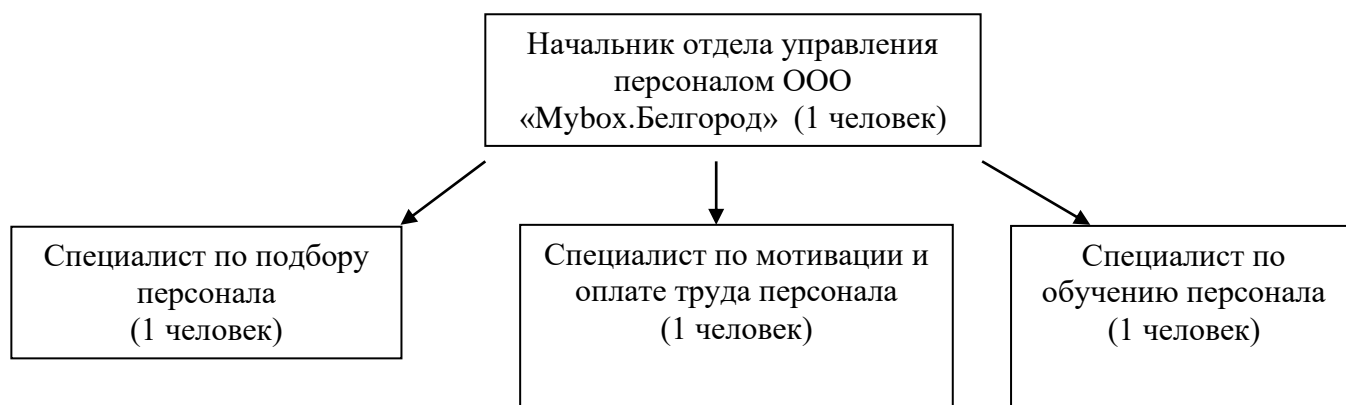 Начальник отдела управления
персоналом ООО
«Mybox.Белгород» (1 человек)
Специалист по подбору
персонала
(1 человек)
Специалист по мотивации и
оплате труда персонала
(1 человек)
Специалист по
обучению персонала
(1 человек)